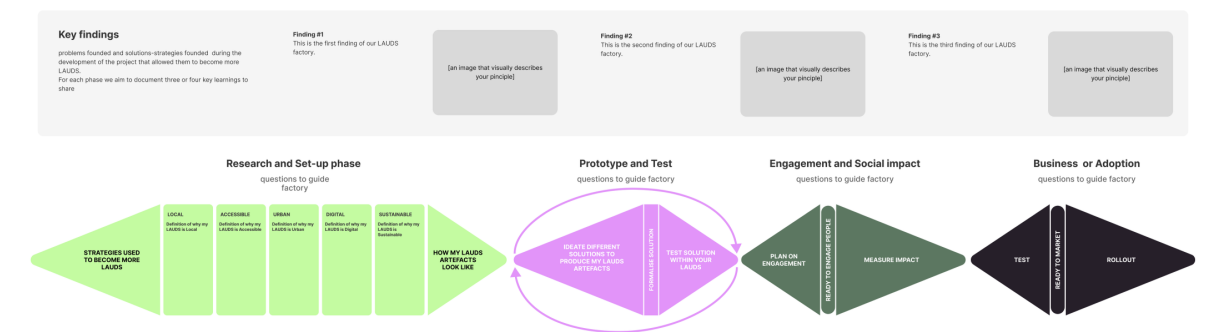 Key findings
problems founded and solutions-strategies founded during the
development of the project that allowed them to become more
LAUDS.
For each phase we aim to document three or four key learnings to
share
Finding #1
This is the first finding of our LAUDS
factory.
[an image that visually describes
your pinciple]
Finding #2
This is the second finding of our LAUDS
factory.
[an image that visually describes
your pinciple]
Finding #3
This is the third finding of our LAUDS
factory.
[an image that visually describes
your pinciple]
Research and Set-up phase
questions to guide
factory
STRATEGIES USED
TO BECOME MORE
LAUDS
LOCAL
Definition of why my
LAUDS is Local
ACCESSIBLE
Definition of why my
LAUDS is Accessible
URBAN
Definition of why my
LAUDS is Urban
DIGITAL
Definition of why my
LAUDS is Digital
SUSTAINABLE
Definition of why my
LAUDS is
Sustainable
HOW MY LAUDS
ARTEFACTS
LOOK LIKE
Prototype and Test
questions to guide factory
IDEATE DIFFERENT
SOLUTIONS TO
PRODUCE MY LAUDS
ARTEFACTS
FORMALISE SOLUTION
TEST SOLUTION
WITHIN YOUR
LAUDS
Engagement and Social impact
questions to guide factory
PLAN ON
ENGAGEMENT
READY TO ENGAGE PEOPLE
MEASURE IMPACT
Business or Adoption
questions to guide factory
TEST
READY TO MARKET
ROLLOUT